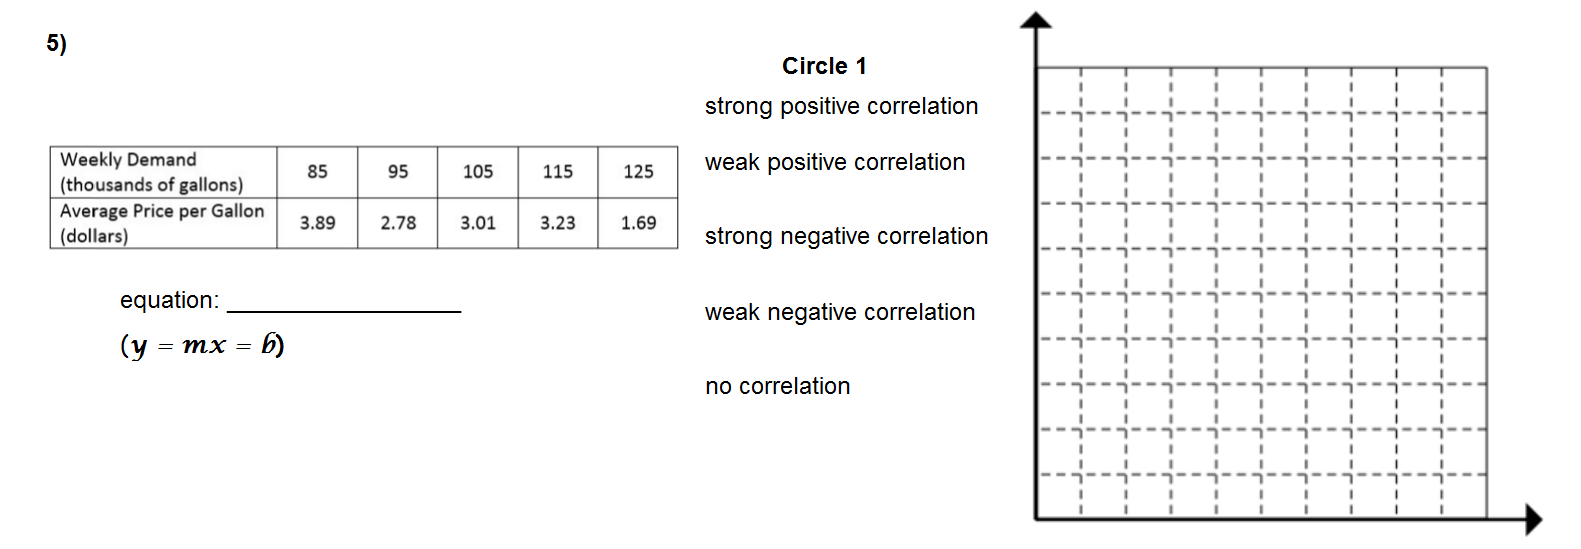 5)
Circle 1
strong positive correlation
weak positive correlation
strong negative correlation
weak negative correlation
no correlation
Weekly Demand
(thousands of gallons) 85 95 105 115 125
Average Price per Gallon
(dollars) 3.89 2.78 3.01 3.23 1.69
equation: __________________
(y = mx = b)